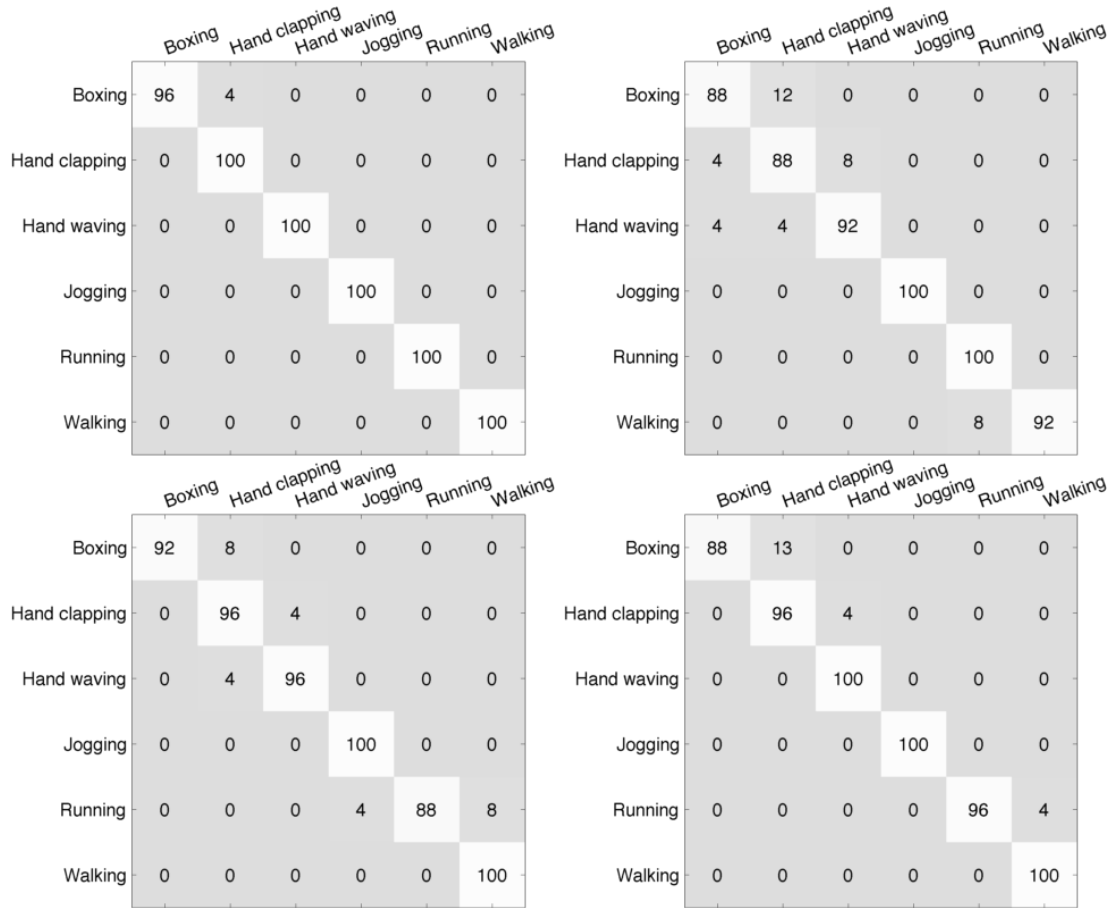 Boxing Hand clapping Hand waving Jogging Running Walking
Boxing 96 4 0 0 0 0
Hand clapping 0 100 0 0 0 0
Hand waving 0 0 100 0 0 0
Jogging 0 0 0 100 0 0
Running 0 0 0 0 100 0
Walking 0 0 0 0 0 100
Boxing Hand clapping Hand waving Jogging Running Walking
Boxing 88 12 0 0 0 0
Hand clapping 4 88 8 0 0 0
Hand waving 4 4 92 0 0 0
Jogging 0 0 0 100 0 0
Running 0 0 0 0 100 0
Walking 0 0 0 0 8 92
Boxing Hand clapping Hand waving Jogging Running Walking
Boxing 92 8 0 0 0 0
Hand clapping 0 96 4 0 0 0
Hand waving 0 4 96 0 0 0
Jogging 0 0 0 100 0 0
Running 0 0 0 4 88 8
Walking 0 0 0 0 0 100
Boxing Hand clapping Hand waving Jogging Running Walking
Boxing 88 13 0 0 0 0
Hand clapping 0 96 4 0 0 0
Hand waving 0 0 100 0 0 0
Jogging 0 0 0 100 0 0
Running 0 0 0 0 96 4
Walking 0 0 0 0 0 100